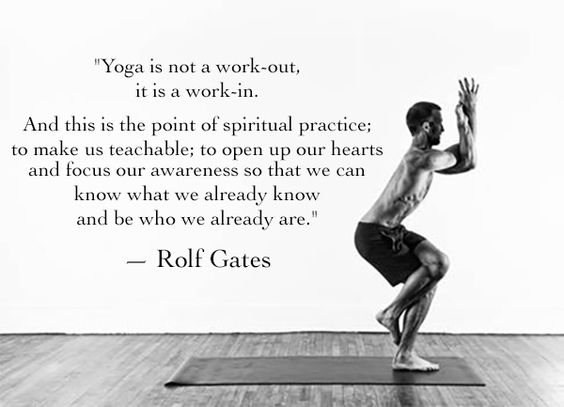 "Yoga is not a work-out,
it is a work-in.
And this is the point of spiritual practice;
to make us teachable; to open up our hearts
and focus our awareness so that we can
know what we already know
and be who we already are."
— Rolf Gates